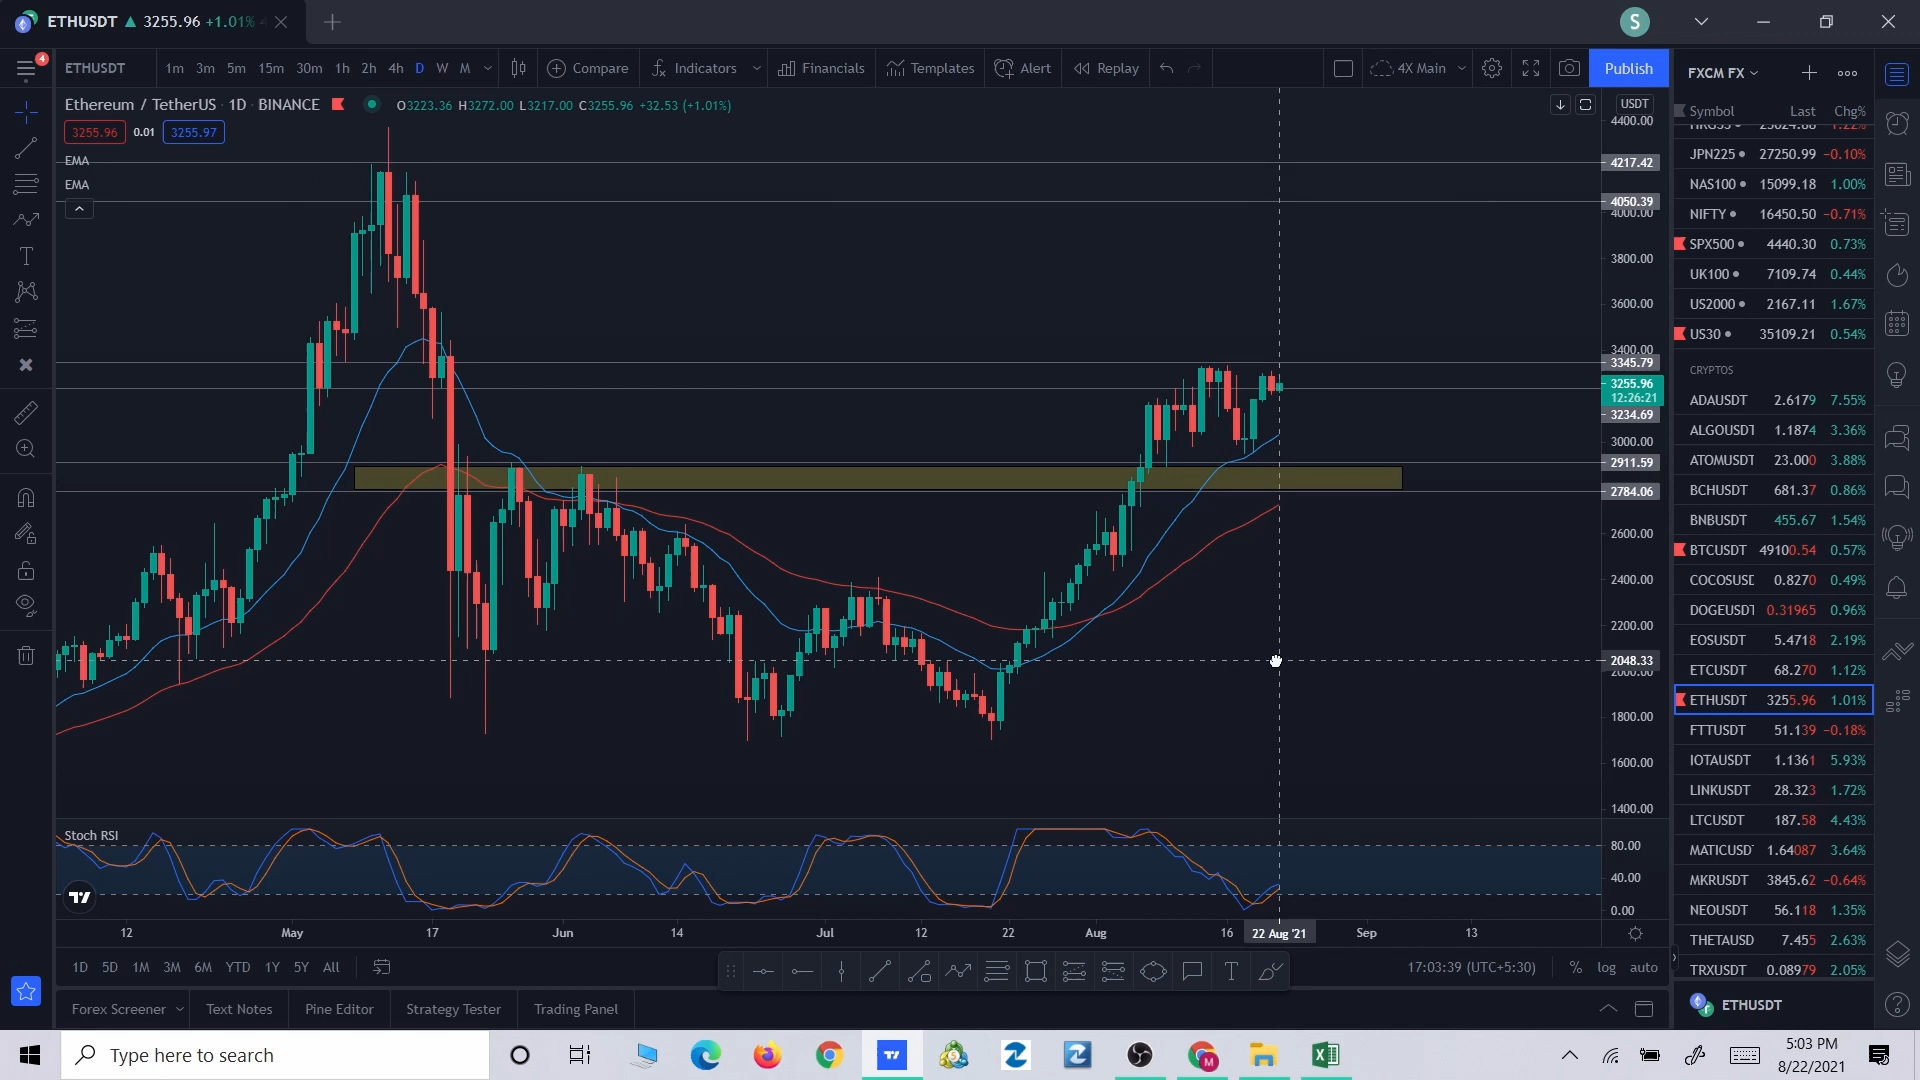 ETHUSDT ▲ 3255.96 +1.01%
S
4
ETHUSDT 1m 3m 5m 15m 30m 1h 2h 4h D W M Compare Indicators Financials Templates Alert Replay 4X Main Publish FXCM FX
Ethereum / TetherUS · 1D · BINANCE O3223.36 H3272.00 L3217.00 C3255.96 +32.53 (+1.01%)
3255.96 0.01 3255.97
EMA
EMA
USDT
4400.00
4217.42
4050.39
4000.00
3800.00
3600.00
3400.00
3345.79
3255.96
12:26:21
3234.69
3000.00
2911.59
2784.06
2600.00
2400.00
2200.00
2048.33
2000.00
1800.00
1600.00
1400.00
Stoch RSI
80.00
40.00
0.00
12 May 17 Jun 14 Jul 12 22 Aug 16 22 Aug '21 Sep 13
1D 5D 1M 3M 6M YTD 1Y 5Y All
17:03:39 (UTC+5:30) % log auto
Forex Screener Text Notes Pine Editor Strategy Tester Trading Panel
Symbol Last Chg%
JPN225 27250.99 −0.10%
NAS100 15099.18 1.00%
NIFTY 16450.50 −0.71%
SPX500 4440.30 0.73%
UK100 7109.74 0.44%
US2000 2167.11 1.67%
US30 35109.21 0.54%
CRYPTOS
ADAUSDT 2.6179 7.55%
ALGOUSDT 1.1874 3.36%
ATOMUSDT 23.000 3.88%
BCHUSDT 681.37 0.86%
BNBUSDT 455.67 1.54%
BTCUSDT 49100.54 0.57%
COCOSUSD 0.8270 0.49%
DOGEUSDT 0.31965 0.96%
EOSUSDT 5.4718 2.19%
ETCUSDT 68.270 1.12%
ETHUSDT 3255.96 1.01%
FTTUSDT 51.139 −0.18%
IOTAUSDT 1.1361 5.93%
LINKUSDT 28.323 1.72%
LTCUSDT 187.58 4.43%
MATICUSD 1.64087 3.64%
MKRUSDT 3845.62 −0.64%
NEOUSDT 56.118 1.35%
THETAUSD 7.455 2.63%
TRXUSDT 0.08979 2.05%
ETHUSDT
Type here to search
5:03 PM
8/22/2021